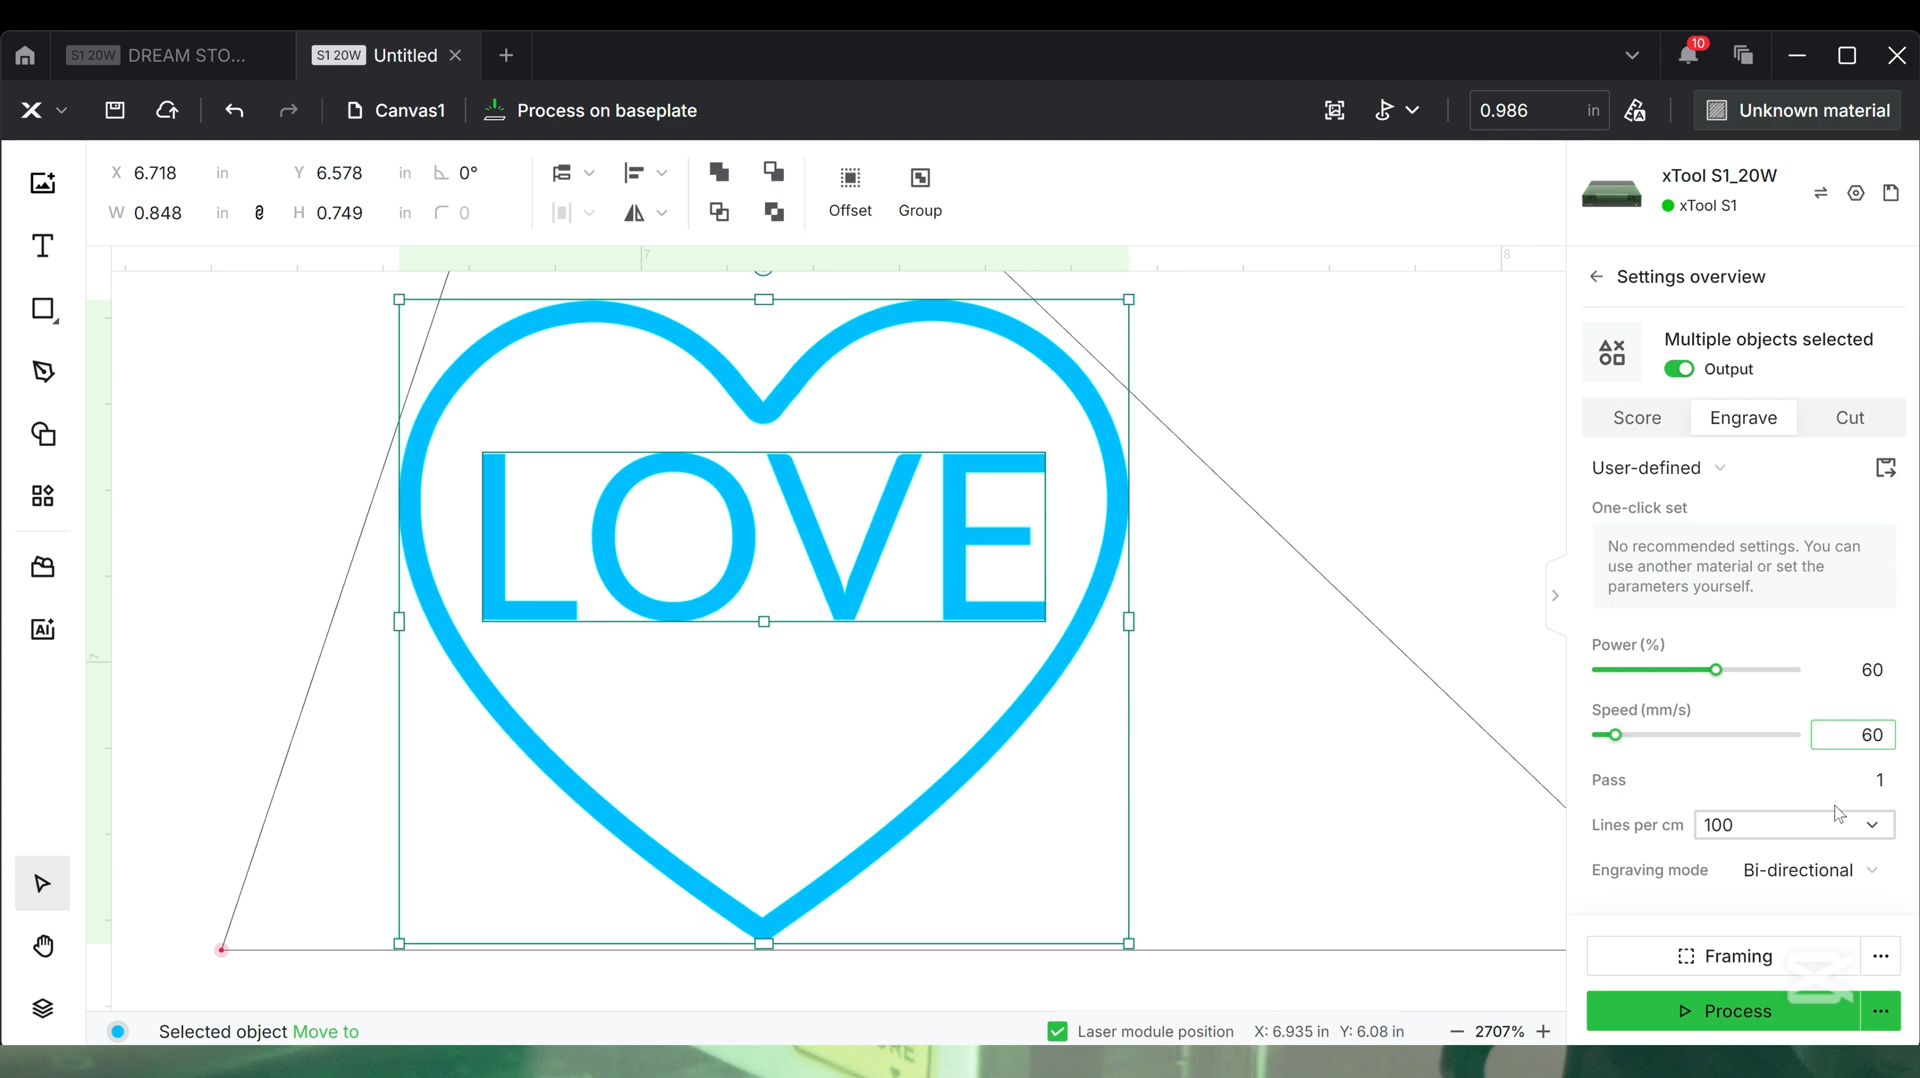 S1 20W DREAM STO...
S1 20W Untitled
10
Canvas1
Process on baseplate
0.986 in
Unknown material
X 6.718 in Y 6.578 in 0°
W 0.848 in H 0.749 in 0
Offset
Group
7
8
7
LOVE
xTool S1_20W
xTool S1
Settings overview
Multiple objects selected
Output
Score
Engrave
Cut
User-defined
One-click set
No recommended settings. You can
use another material or set the
parameters yourself.
Power (%)
60
Speed (mm/s)
60
Pass 1
Lines per cm 100
Engraving mode Bi-directional
Framing
Process
Selected object Move to
Laser module position X: 6.935 in Y: 6.08 in
2707%